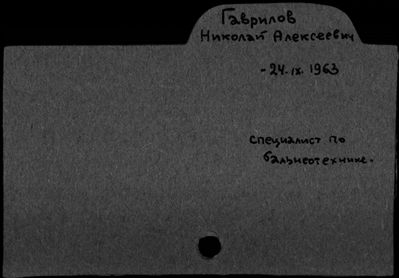 Гаврилов
Николай Алексеевич
- 24. IX. 1963
специалист по
бальнеотехнике.